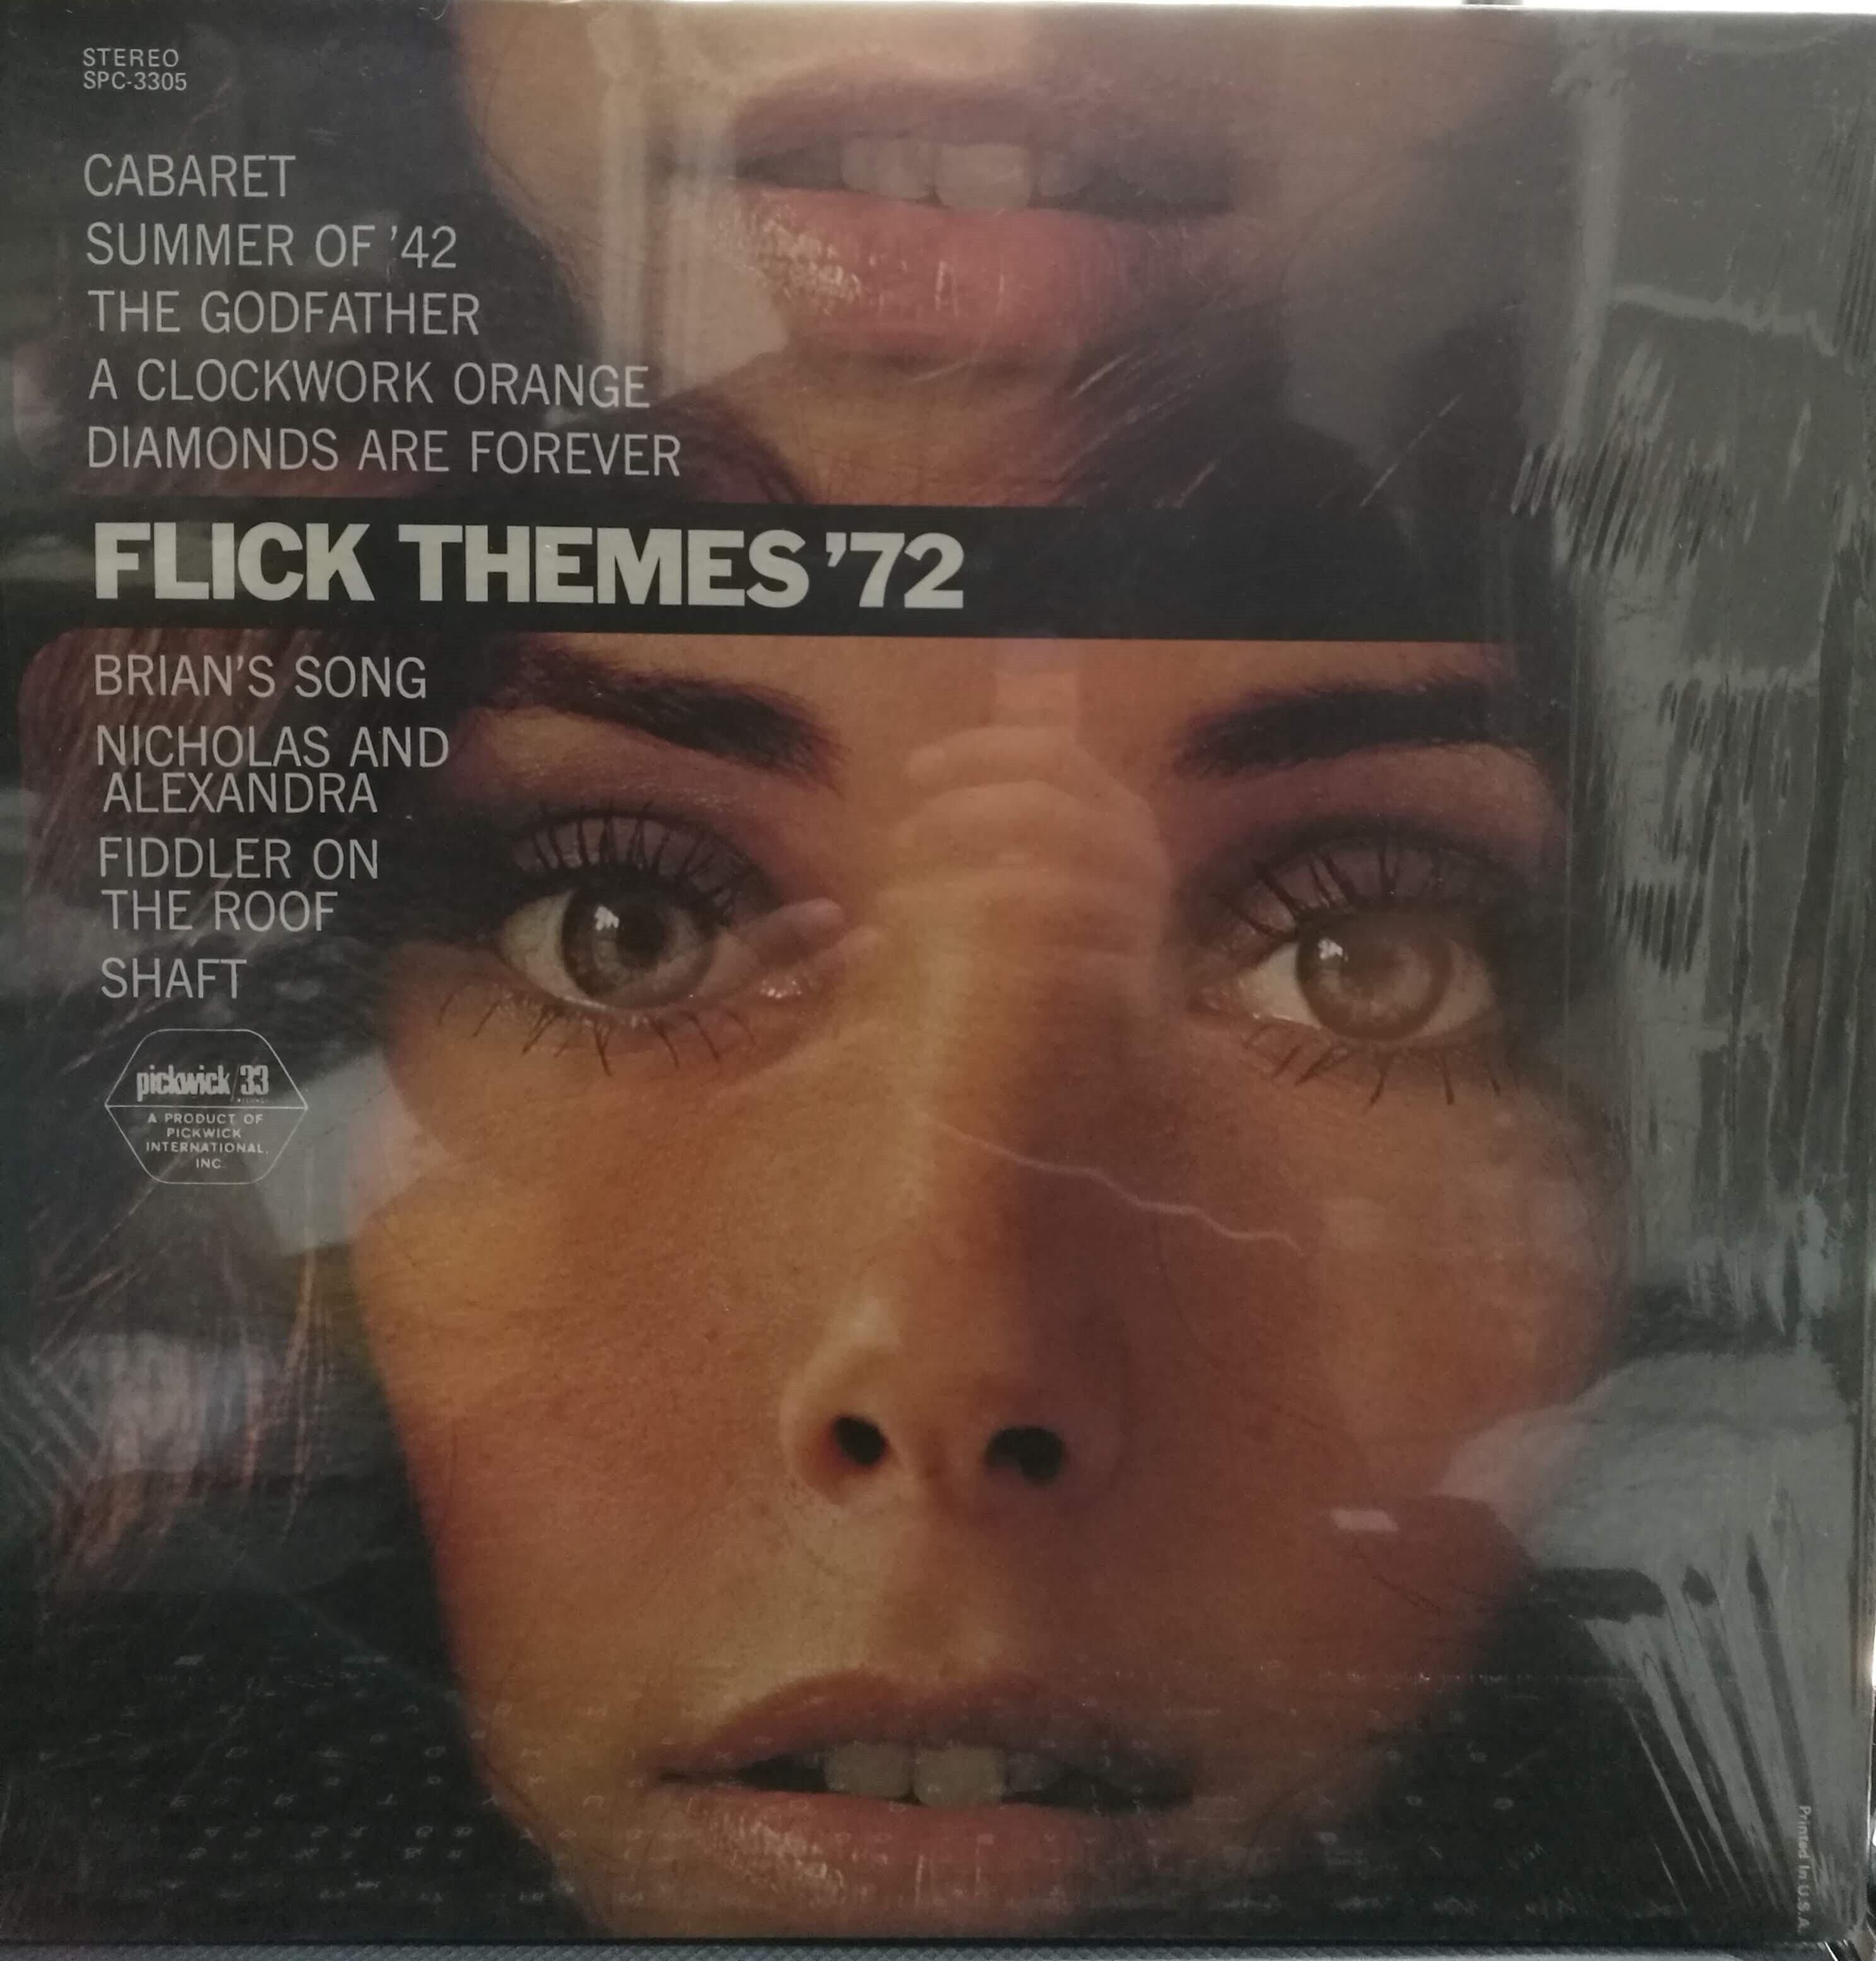 STEREO
SPC-3305
CABARET
SUMMER OF '42
THE GODFATHER
A CLOCKWORK ORANGE
DIAMONDS ARE FOREVER
FLICK THEMES '72
BRIAN'S SONG
NICHOLAS AND
ALEXANDRA
FIDDLER ON
THE ROOF
SHAFT
pickwick/33
A PRODUCT OF
PICKWICK
INTERNATIONAL,
INC.
Printed In U.S.A.